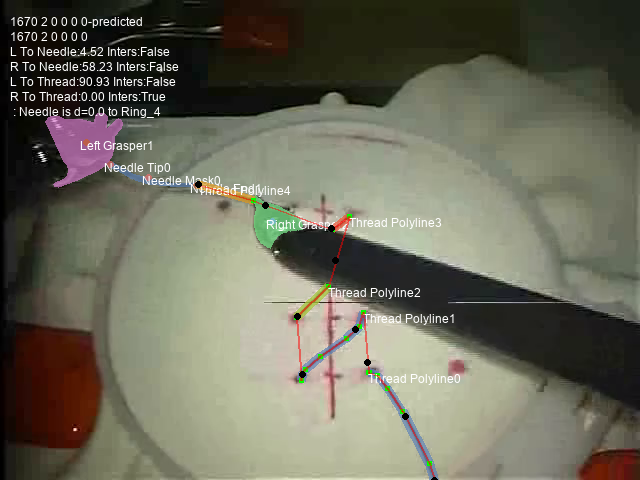 1670 2 0 0 0 0-predicted
1670 2 0 0 0 0
L To Needle:4.52 Inters:False
R To Needle:58.23 Inters:False
L To Thread:90.93 Inters:False
R To Thread:0.00 Inters:True
: Needle is d=0.0 to Ring_4
Left Grasper1
Needle Tip0
Needle Mask0
Thread Polyline4
Right Grasp
Thread Polyline3
Thread Polyline2
Thread Polyline1
Thread Polyline0